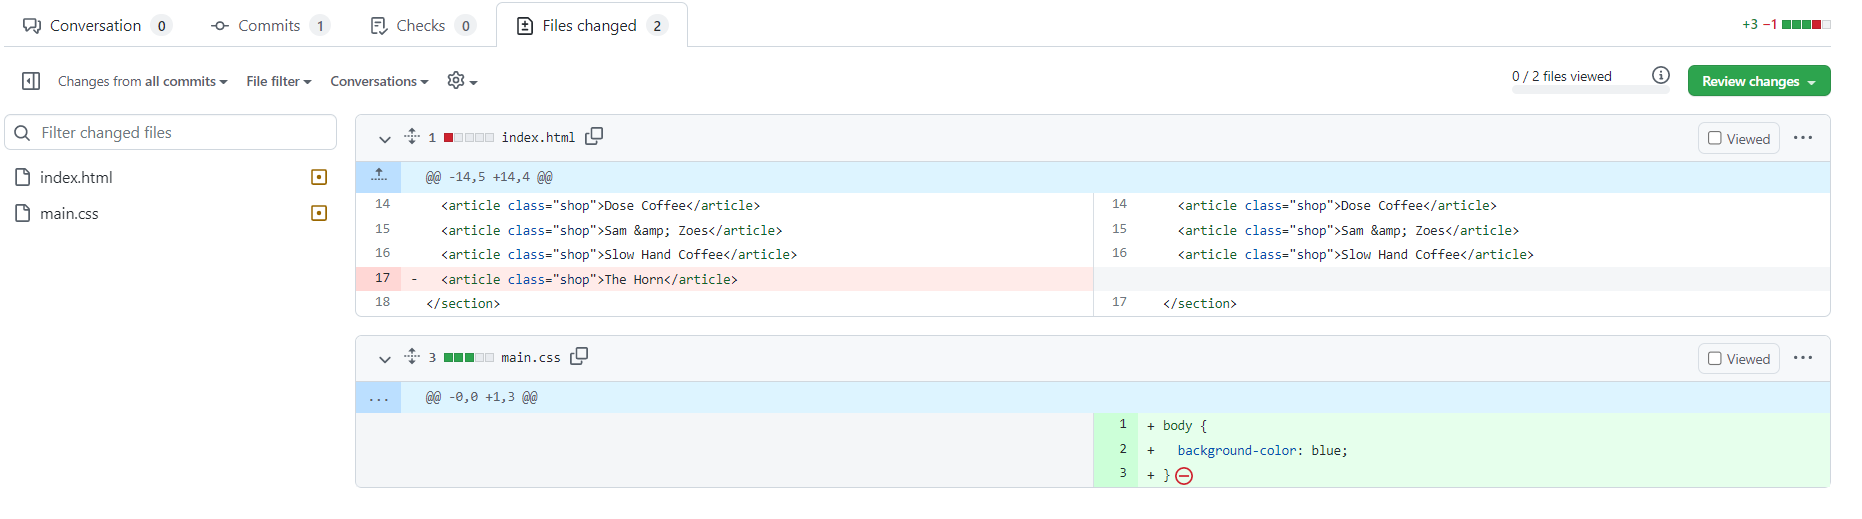 Conversation 0 Commits 1 Checks 0 Files changed 2 +3 −1
Changes from all commits File filter Conversations 0 / 2 files viewed Review changes
Filter changed files
index.html
main.css
1 index.html Viewed
@@ -14,5 +14,4 @@
14 <article class="shop">Dose Coffee</article> 14 <article class="shop">Dose Coffee</article>
15 <article class="shop">Sam &amp; Zoes</article> 15 <article class="shop">Sam &amp; Zoes</article>
16 <article class="shop">Slow Hand Coffee</article> 16 <article class="shop">Slow Hand Coffee</article>
17 - <article class="shop">The Horn</article>
18 </section> 17 </section>
3 main.css Viewed
... @@ -0,0 +1,3 @@
1 + body {
2 + background-color: blue;
3 + }